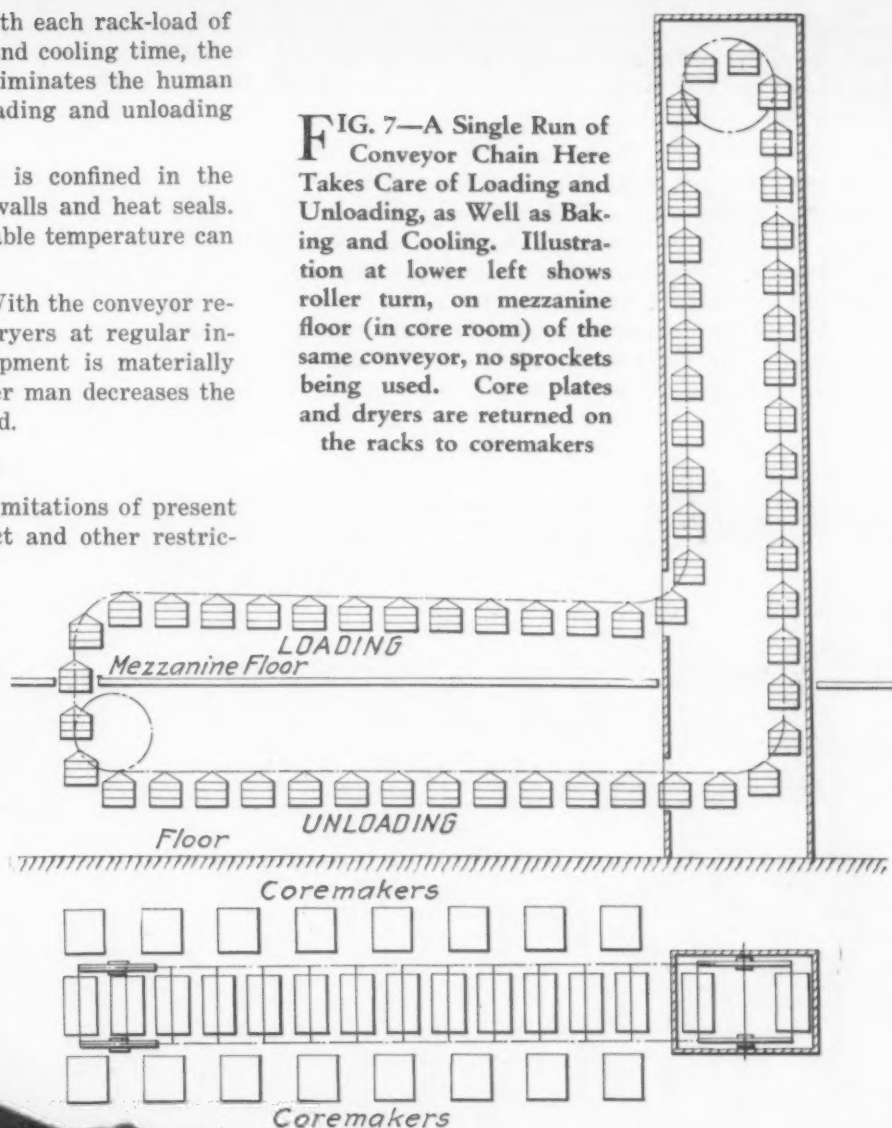 th each rack-load of
nd cooling time, the
iminates the human
ading and unloading
is confined in the
walls and heat seals.
able temperature can
With the conveyor re-
ryers at regular in-
pment is materially
er man decreases the
d.
mitations of present
ct and other restric-
FIG. 7—A Single Run of
Conveyor Chain Here
Takes Care of Loading and
Unloading, as Well as Bak-
ing and Cooling. Illustra-
tion at lower left shows
roller turn, on mezzanine
floor (in core room) of the
same conveyor, no sprockets
being used. Core plates
and dryers are returned on
the racks to coremakers
LOADING
Mezzanine Floor
UNLOADING
Floor
Coremakers
Coremakers